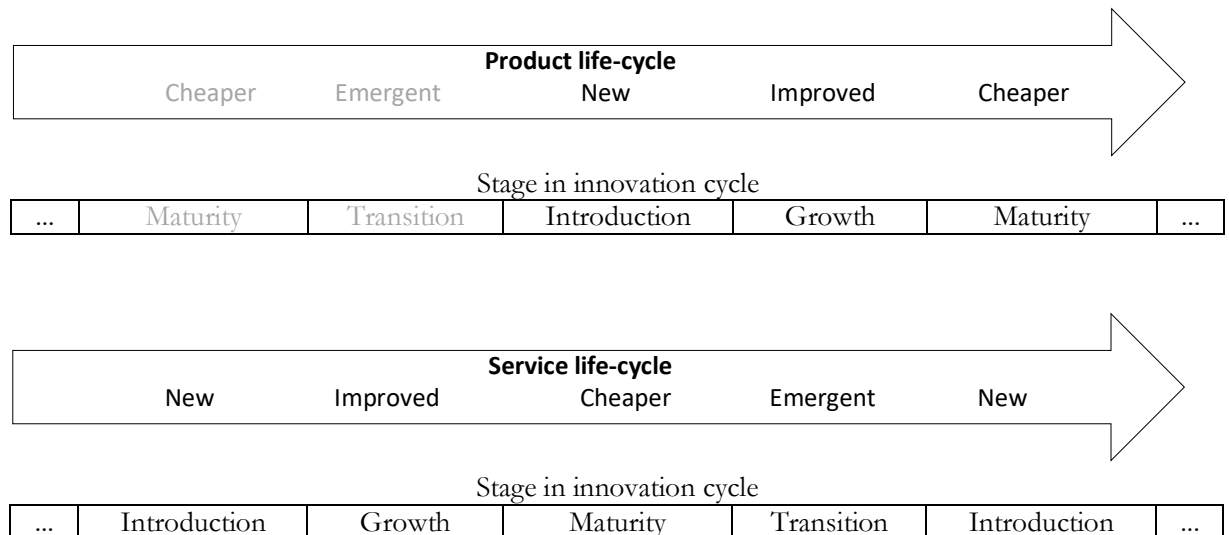 Product life-cycle
Cheaper Emergent New Improved Cheaper
Stage in innovation cycle
... Maturity Transition Introduction Growth Maturity ...
Service life-cycle
New Improved Cheaper Emergent New
Stage in innovation cycle
... Introduction Growth Maturity Transition Introduction ...